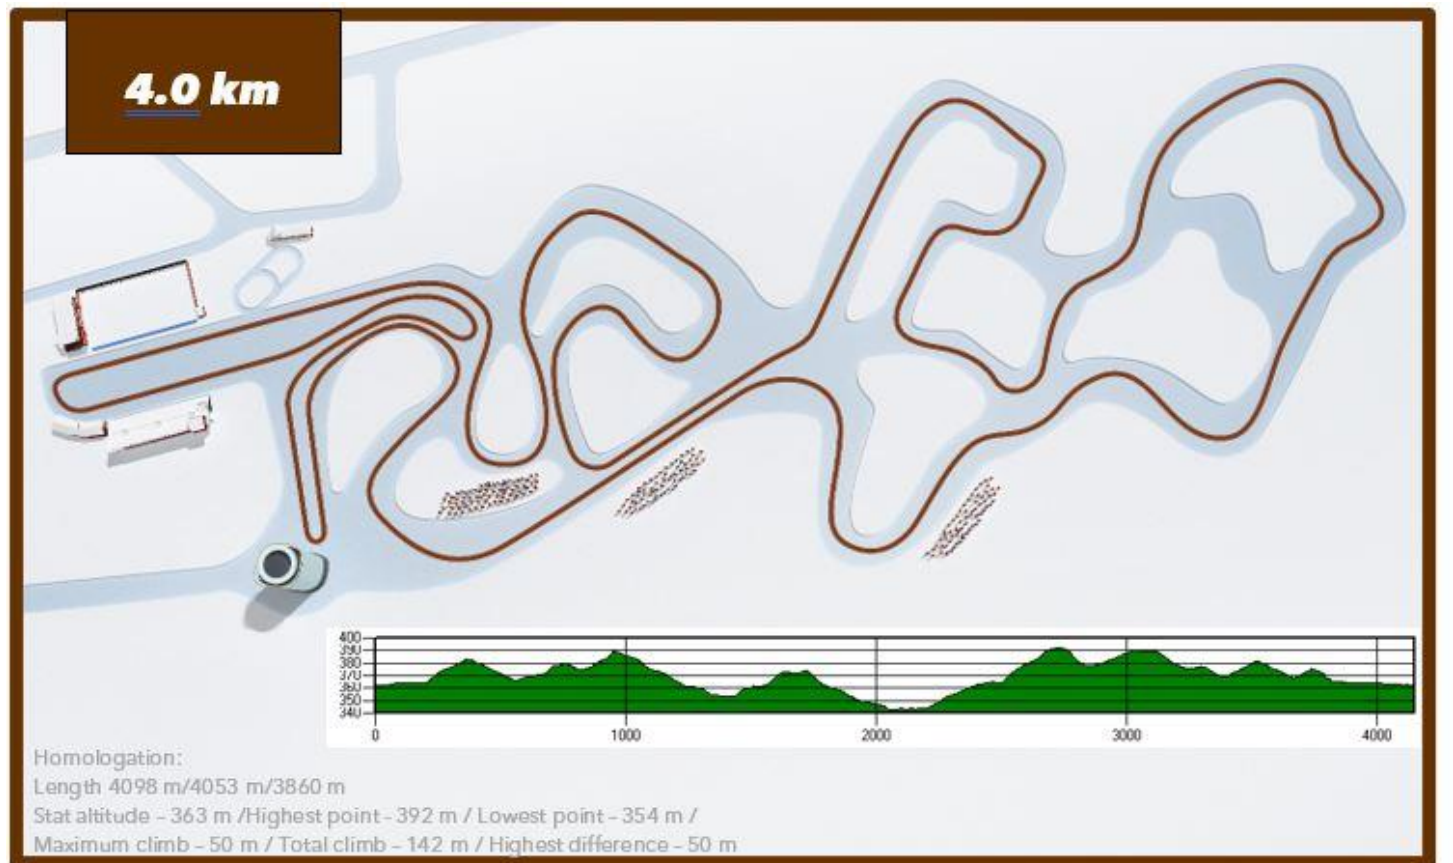 4.0 km
400
390
380
370
360
350
340
0
1000
2000
3000
4000
Homologation:
Length 4098 m/4053 m/3860 m
Stat altitude - 363 m /Highest point - 392 m / Lowest point - 354 m /
Maximum climb - 50 m / Total climb - 142 m / Highest difference - 50 m